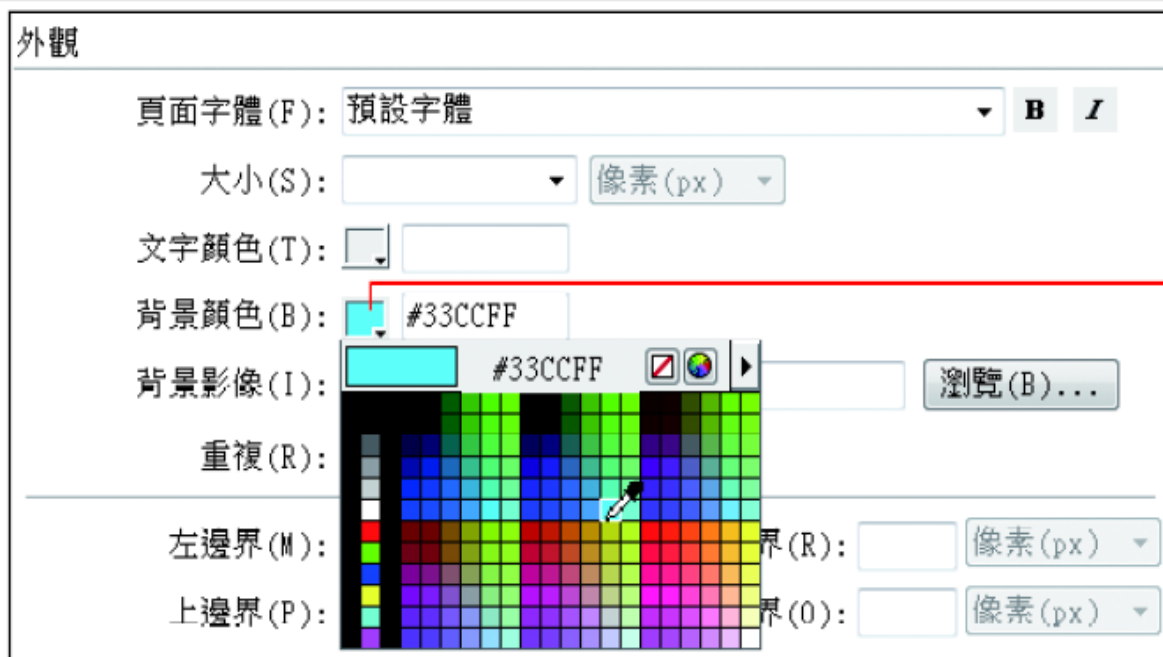 外觀
頁面字體(F): 預設字體 B I
大小(S): 像素(px)
文字顏色(T):
背景顏色(B): #33CCFF
#33CCFF
背景影像(I): 瀏覽(B)...
重複(R):
左邊界(M): 界(R): 像素(px)
上邊界(P): 界(O): 像素(px)